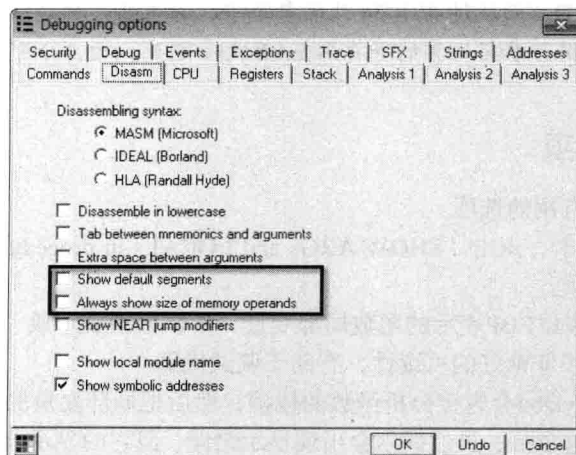 Debugging options
Security Debug Events Exceptions Trace SFX Strings Addresses
Commands Disasm CPU Registers Stack Analysis 1 Analysis 2 Analysis 3
Disassembling syntax:
MASM (Microsoft)
IDEAL (Borland)
HLA (Randall Hyde)
Disassemble in lowercase
Tab between mnemonics and arguments
Extra space between arguments
Show default segments
Always show size of memory operands
Show NEAR jump modifiers
Show local module name
Show symbolic addresses
OK Undo Cancel